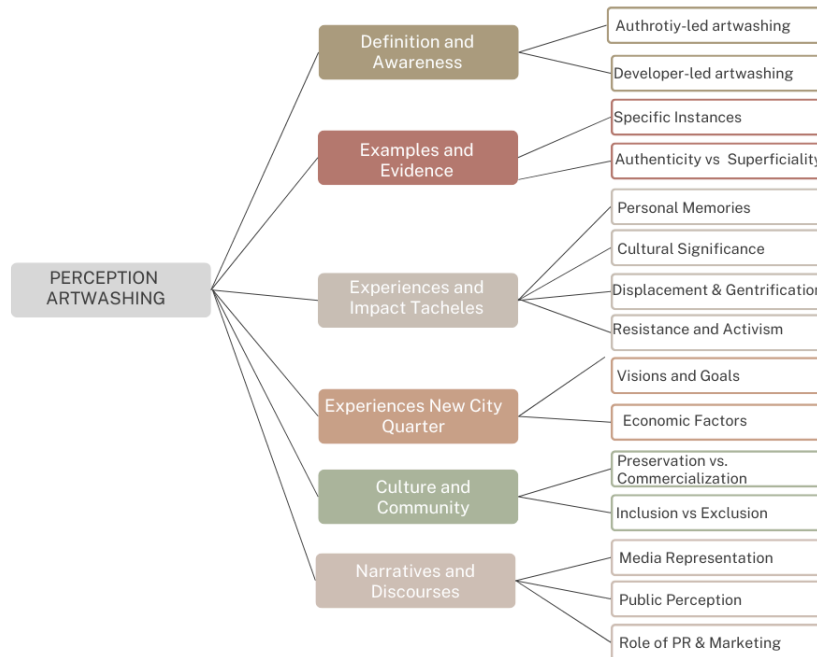 PERCEPTION
ARTWASHING
Definition and
Awareness
Authrotiy-led artwashing
Developer-led artwashing
Examples and
Evidence
Specific Instances
Authenticity vs Superficiality
Experiences and
Impact Tacheles
Personal Memories
Cultural Significance
Displacement & Gentrification
Resistance and Activism
Experiences New City
Quarter
Visions and Goals
Economic Factors
Culture and
Community
Preservation vs.
Commercialization
Inclusion vs Exclusion
Narratives and
Discourses
Media Representation
Public Perception
Role of PR & Marketing